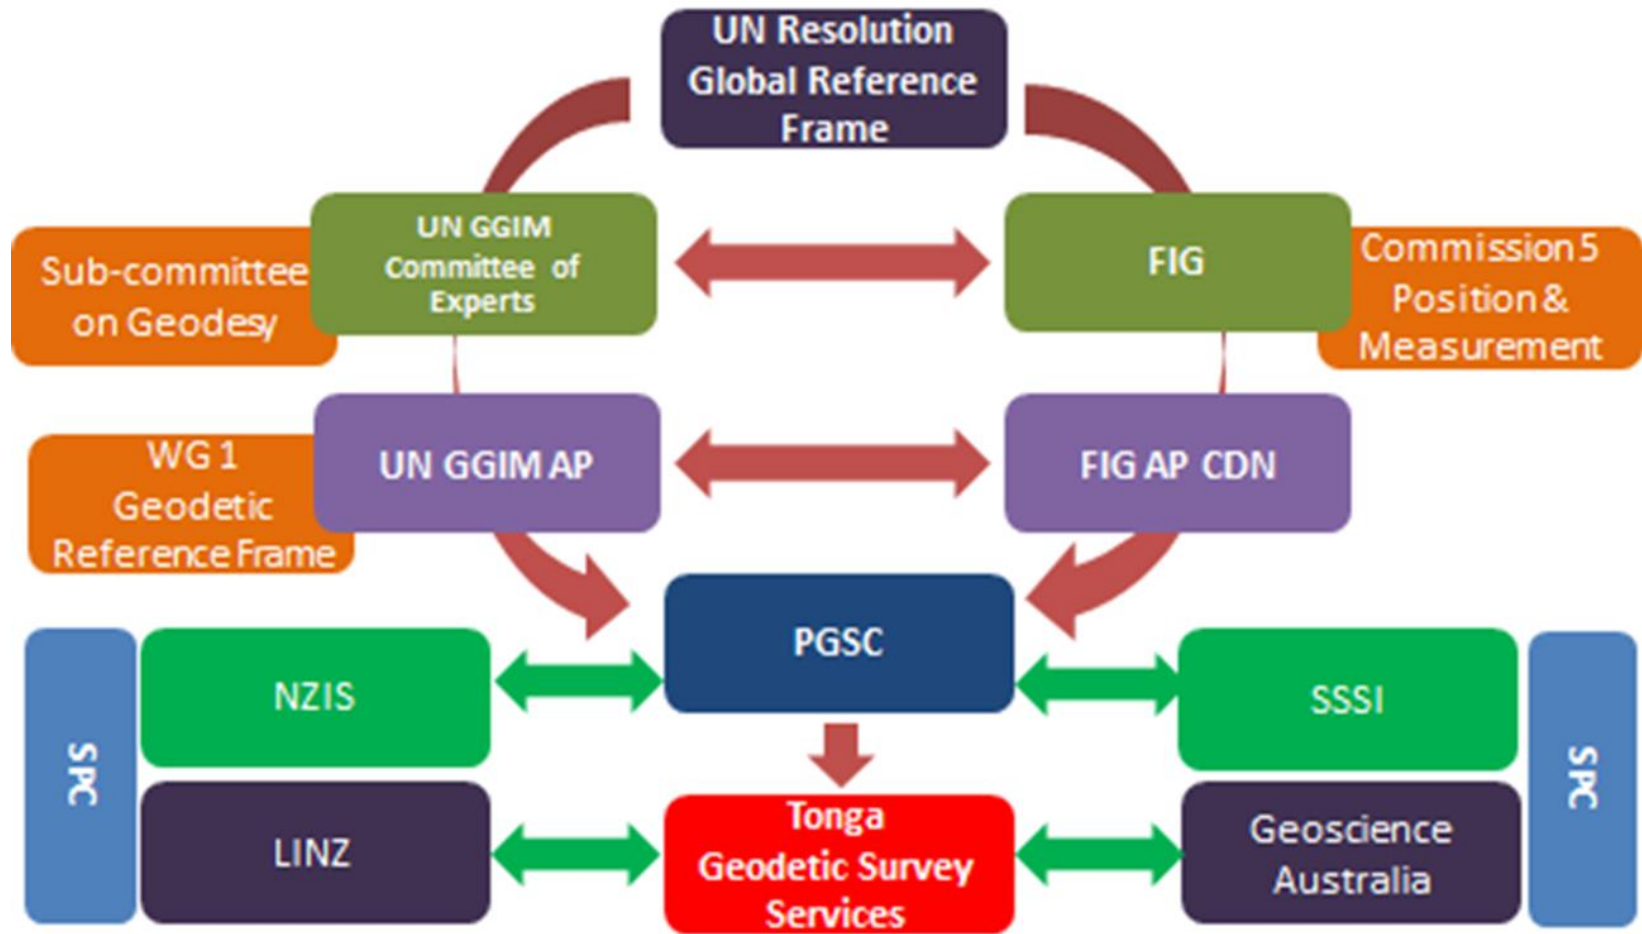 UN Resolution
Global Reference
Frame
UN GGIM
Committee of
Experts
Sub-committee
on Geodesy
FIG
Commission 5
Position &
Measurement
UN GGIM AP
WG 1
Geodetic
Reference Frame
FIG AP CDN
PGSC
NZIS
SSSI
SPC
SPC
LINZ
Tonga
Geodetic Survey
Services
Geoscience
Australia